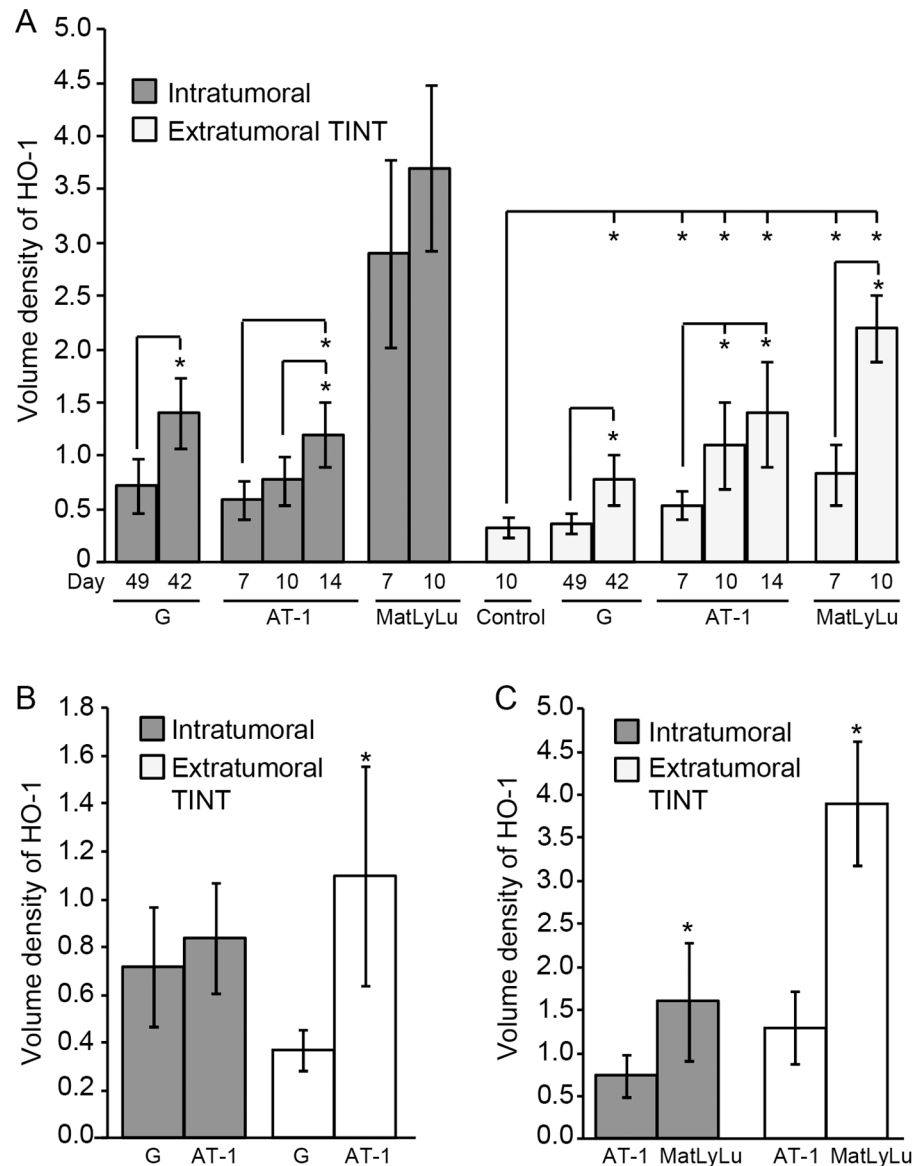 A
5.0
4.5
4.0
3.5
3.0
2.5
2.0
1.5
1.0
0.5
0
Volume density of HO-1
Intratumoral
Extratumoral TINT
* * * * * *
* * * * * * * *
Day 49 42 7 10 14 7 10 10 49 42 7 10 14 7 10
G AT-1 MatLyLu Control G AT-1 MatLyLu
B
1.8
1.6
1.4
1.2
1.0
0.8
0.6
0.4
0.2
0.0
Volume density of HO-1
Intratumoral
Extratumoral
TINT
*
G AT-1 G AT-1
C
5.0
4.5
4.0
3.5
3.0
2.5
2.0
1.5
1.0
0.5
0.0
Volume density of HO-1
Intratumoral
Extratumoral
TINT
* *
AT-1 MatLyLu AT-1 MatLyLu